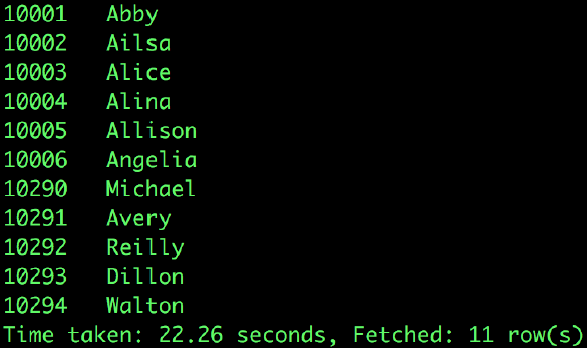 10001   Abby
10002   Ailsa
10003   Alice
10004   Alina
10005   Allison
10006   Angelia
10290   Michael
10291   Avery
10292   Reilly
10293   Dillon
10294   Walton
Time taken: 22.26 seconds, Fetched: 11 row(s)